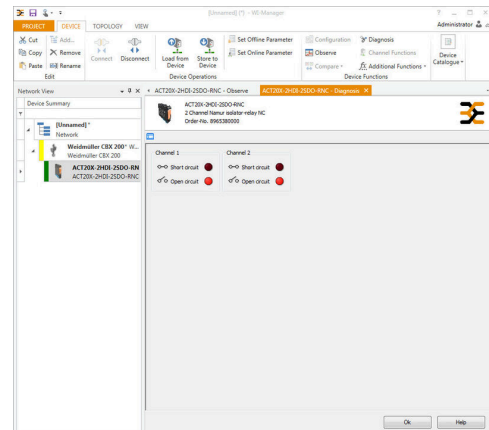 [Unnamed] (*) - WI-Manager
PROJECT DEVICE TOPOLOGY VIEW Administrator
Cut Add... Set Offline Parameter Configuration Diagnosis
Copy Remove Connect Disconnect Load from Device Store to Device Set Online Parameter Observe Channel Functions Device Catalogue
Paste Rename Compare Additional Functions
Edit Device Operations Device Functions
Network View ACT20X-2HDI-2SDO-RNC - Observe ACT20X-2HDI-2SDO-RNC - Diagnosis
Device Summary
ACT20X-2HDI-2SDO-RNC
2 Channel Namur isolator-relay NC
Order-No. 8965380000
[Unnamed]*
Network
Weidmüller CBX 200* W...
Weidmüller CBX 200
ACT20X-2HDI-2SDO-RN
ACT20X-2HDI-2SDO-RNC
Channel 1 Channel 2
Short circuit Short circuit
Open circuit Open circuit
Ok Help